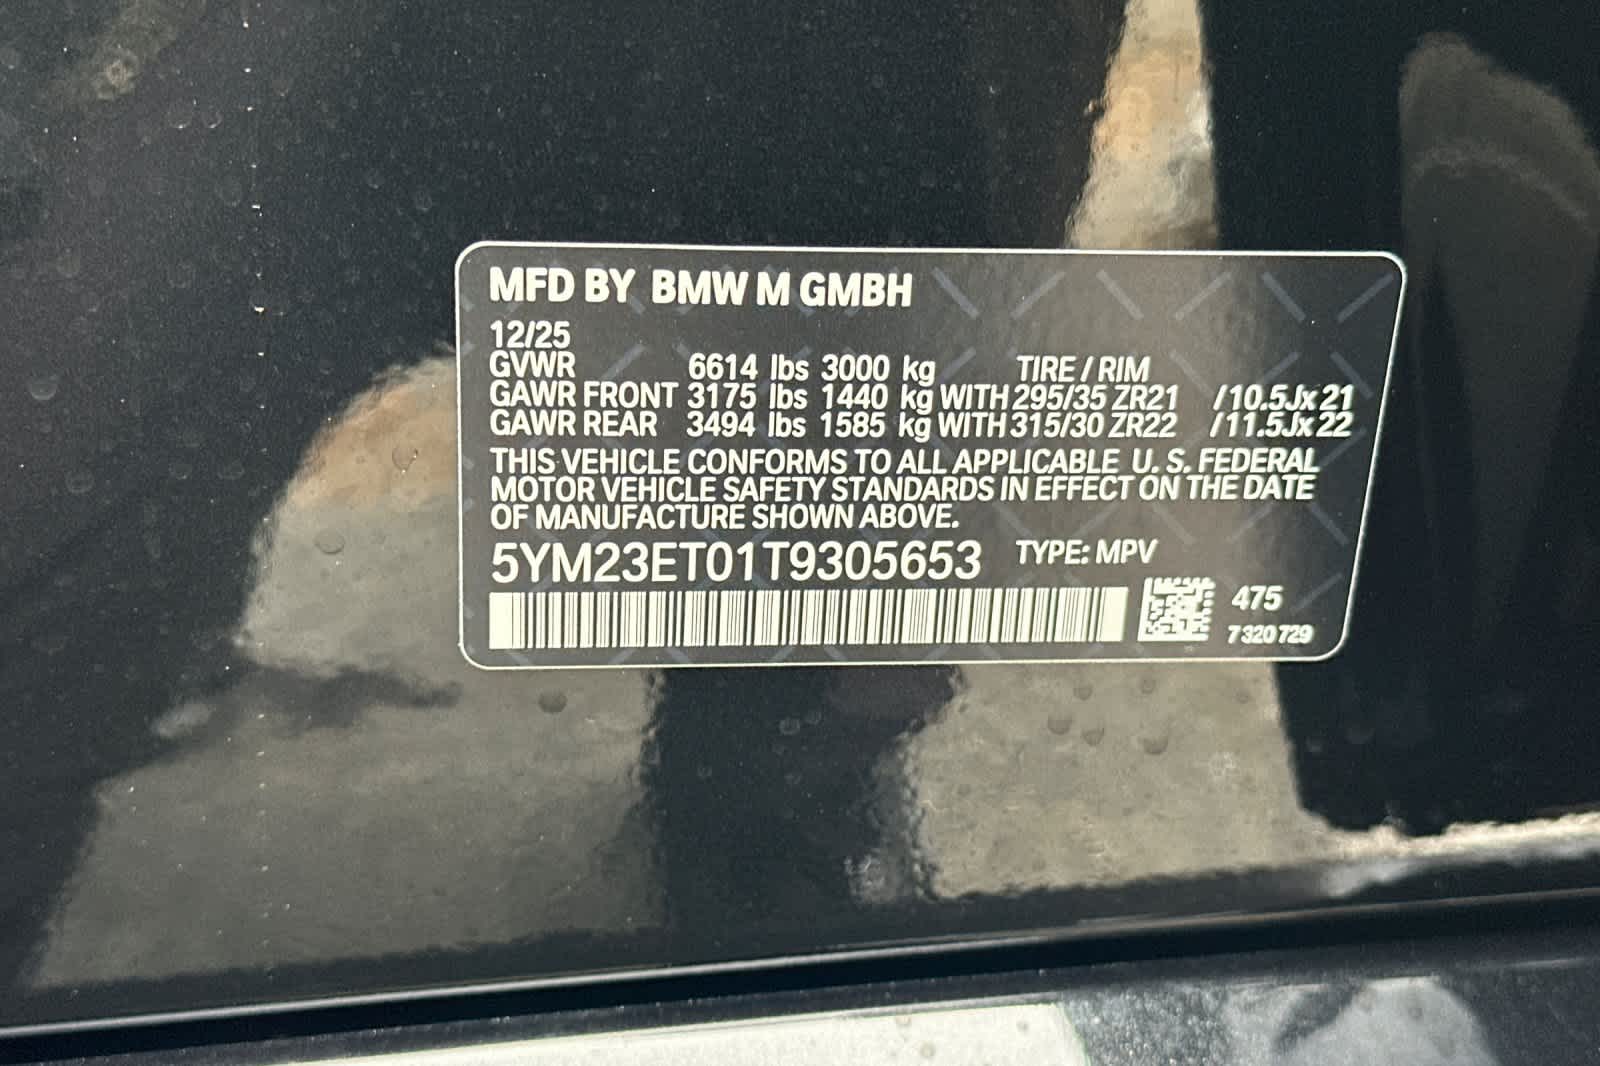 MFD BY BMW M GMBH
12/25
GVWR 6614 lbs 3000 kg TIRE / RIM
GAWR FRONT 3175 lbs 1440 kg WITH 295/35 ZR21 /10.5Jx21
GAWR REAR 3494 lbs 1585 kg WITH 315/30 ZR22 /11.5Jx22
THIS VEHICLE CONFORMS TO ALL APPLICABLE U. S. FEDERAL
MOTOR VEHICLE SAFETY STANDARDS IN EFFECT ON THE DATE
OF MANUFACTURE SHOWN ABOVE.
5YM23ET01T9305653 TYPE: MPV
475
7 320 729